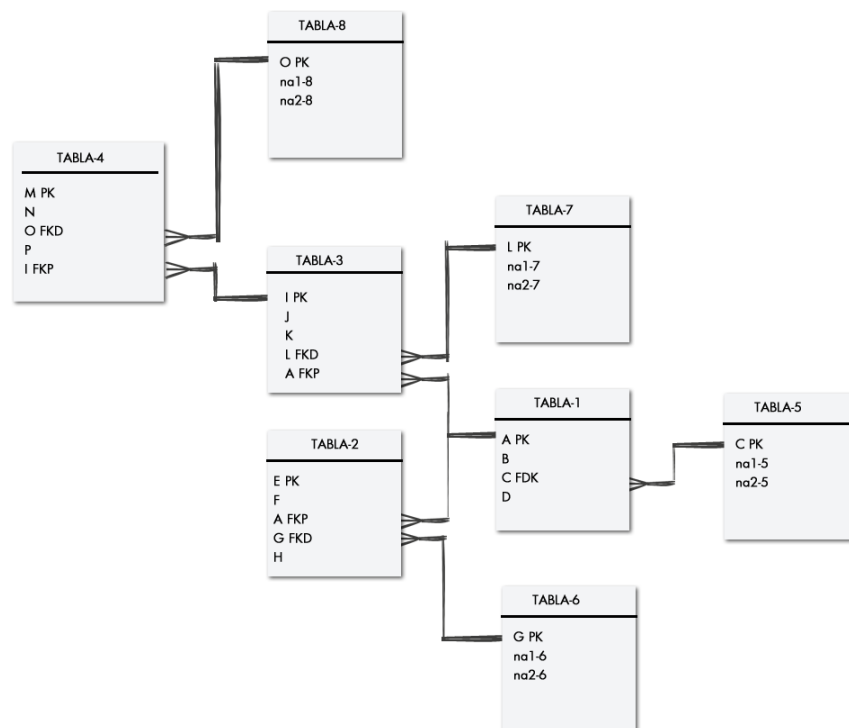 TABLA-8
O PK
na1-8
na2-8
TABLA-4
M PK
N
O FKD
P
I FKP
TABLA-7
L PK
na1-7
na2-7
TABLA-3
I PK
J
K
L FKD
A FKP
TABLA-1
A PK
B
C FDK
D
TABLA-5
C PK
na1-5
na2-5
TABLA-2
E PK
F
A FKP
G FKD
H
TABLA-6
G PK
na1-6
na2-6